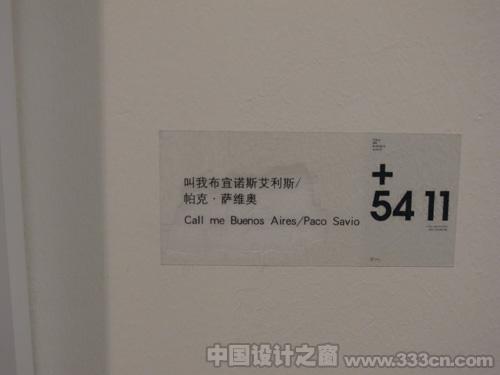 叫我布宜诺斯艾利斯/
帕克·萨维奥
Call me Buenos Aires/Paco Savio
+
54 11
中国设计之窗 www.333cn.com